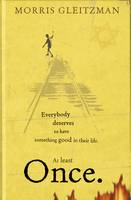 MORRIS GLEITZMAN
Everybody
deserves
to have
something good in their life.
At least
Once.